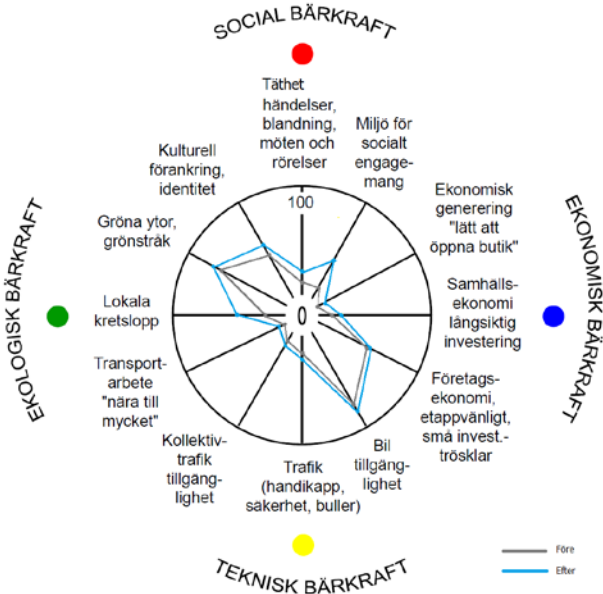 SOCIAL BÄRKRAFT
Täthet
händelser,
blandning,
möten och
rörelser
Miljö för
socialt
engage-
mang
Kulturell
förankring,
identitet
Ekonomisk
generering
"lätt att
öppna butik"
EKONOMISK BÄRKRAFT
EKOLOGISK BÄRKRAFT
100
Gröna ytor,
grönstråk
Samhälls-
ekonomi
långsiktig
investering
Lokala
kretslopp
0
Transport-
arbete
"nära till
mycket"
Företags-
ekonomi,
etappvänligt,
små invest.-
trösklar
Kollektiv-
trafik
tillgäng-
lighet
Trafik
(handikapp,
säkerhet, buller)
Bil
tillgäng-
lighet
TEKNISK BÄRKRAFT
Före
Efter